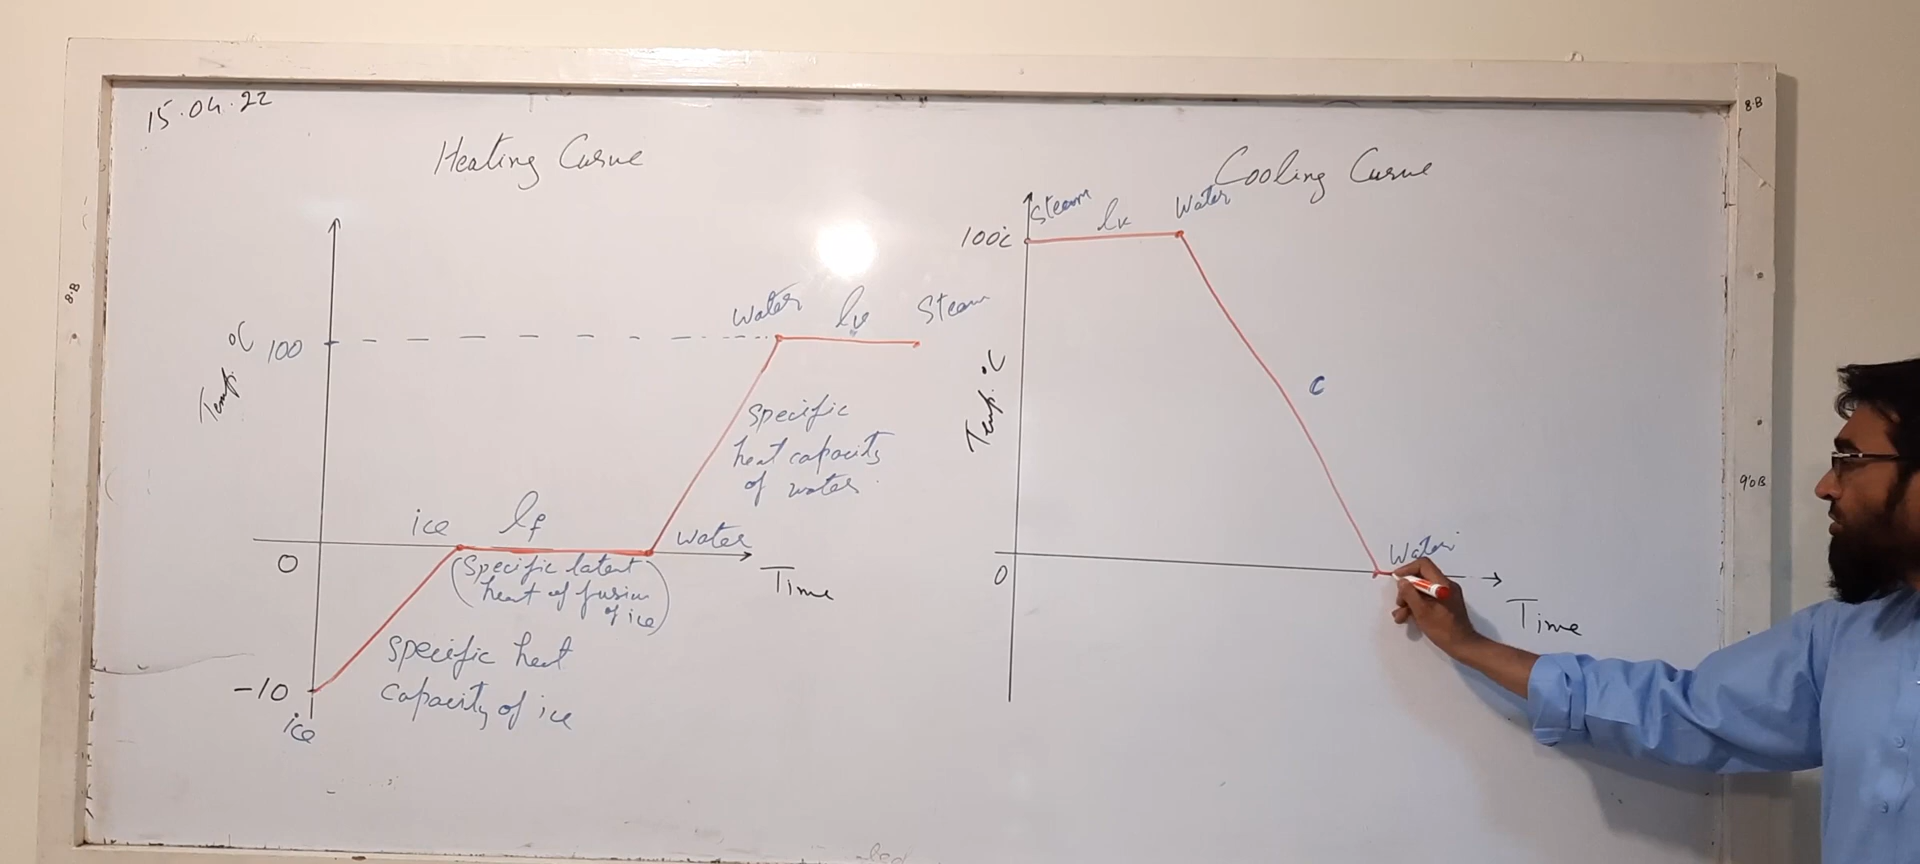 15.04.22
Heating Curve
°C
100
Temp.
Water
lv
Steam
specific
heat capacity
of water
ice
lf
Water
0
(Specific latent
heat of fusion
of ice)
Time
specific heat
capacity of ice
-10
ice
Cooling Curve
Steam
lv
Water
100°c
Temp. °C
c
Water
0
Time
8.B
8.B